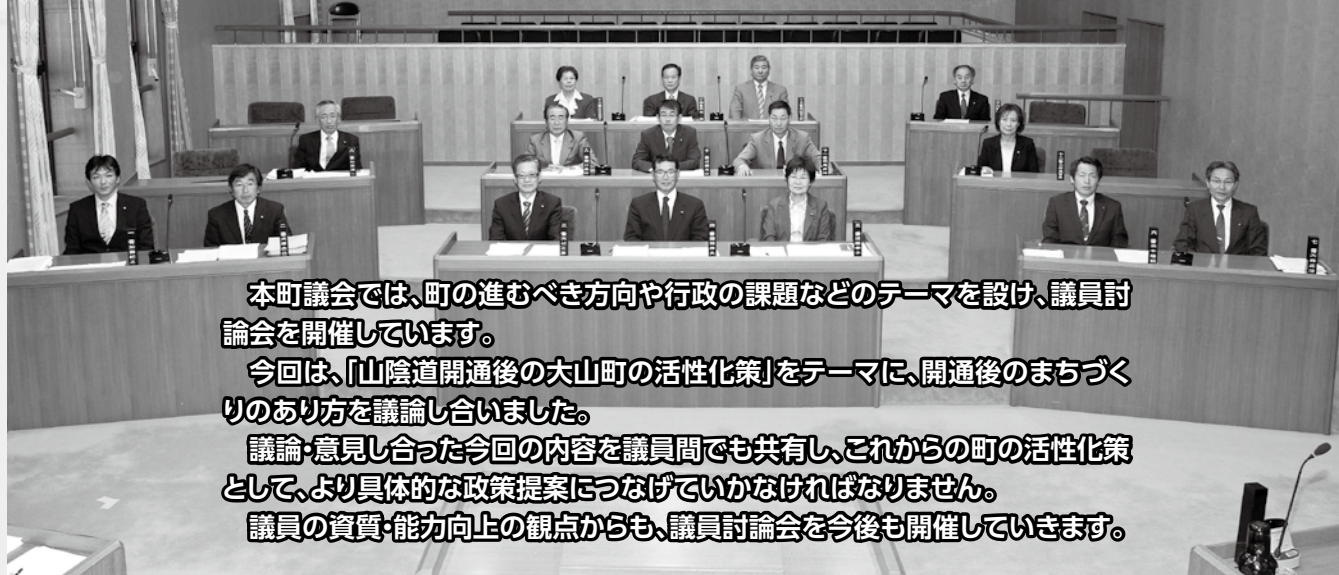 本町議会では、町の進むべき方向や行政の課題などのテーマを設け、議員討
論会を開催しています。
　今回は、「山陰道開通後の大山町の活性化策」をテーマに、開通後のまちづく
りのあり方を議論し合いました。
　議論・意見し合った今回の内容を議員間でも共有し、これからの町の活性化策
として、より具体的な政策提案につなげていかなければなりません。
　議員の資質・能力向上の観点からも、議員討論会を今後も開催していきます。